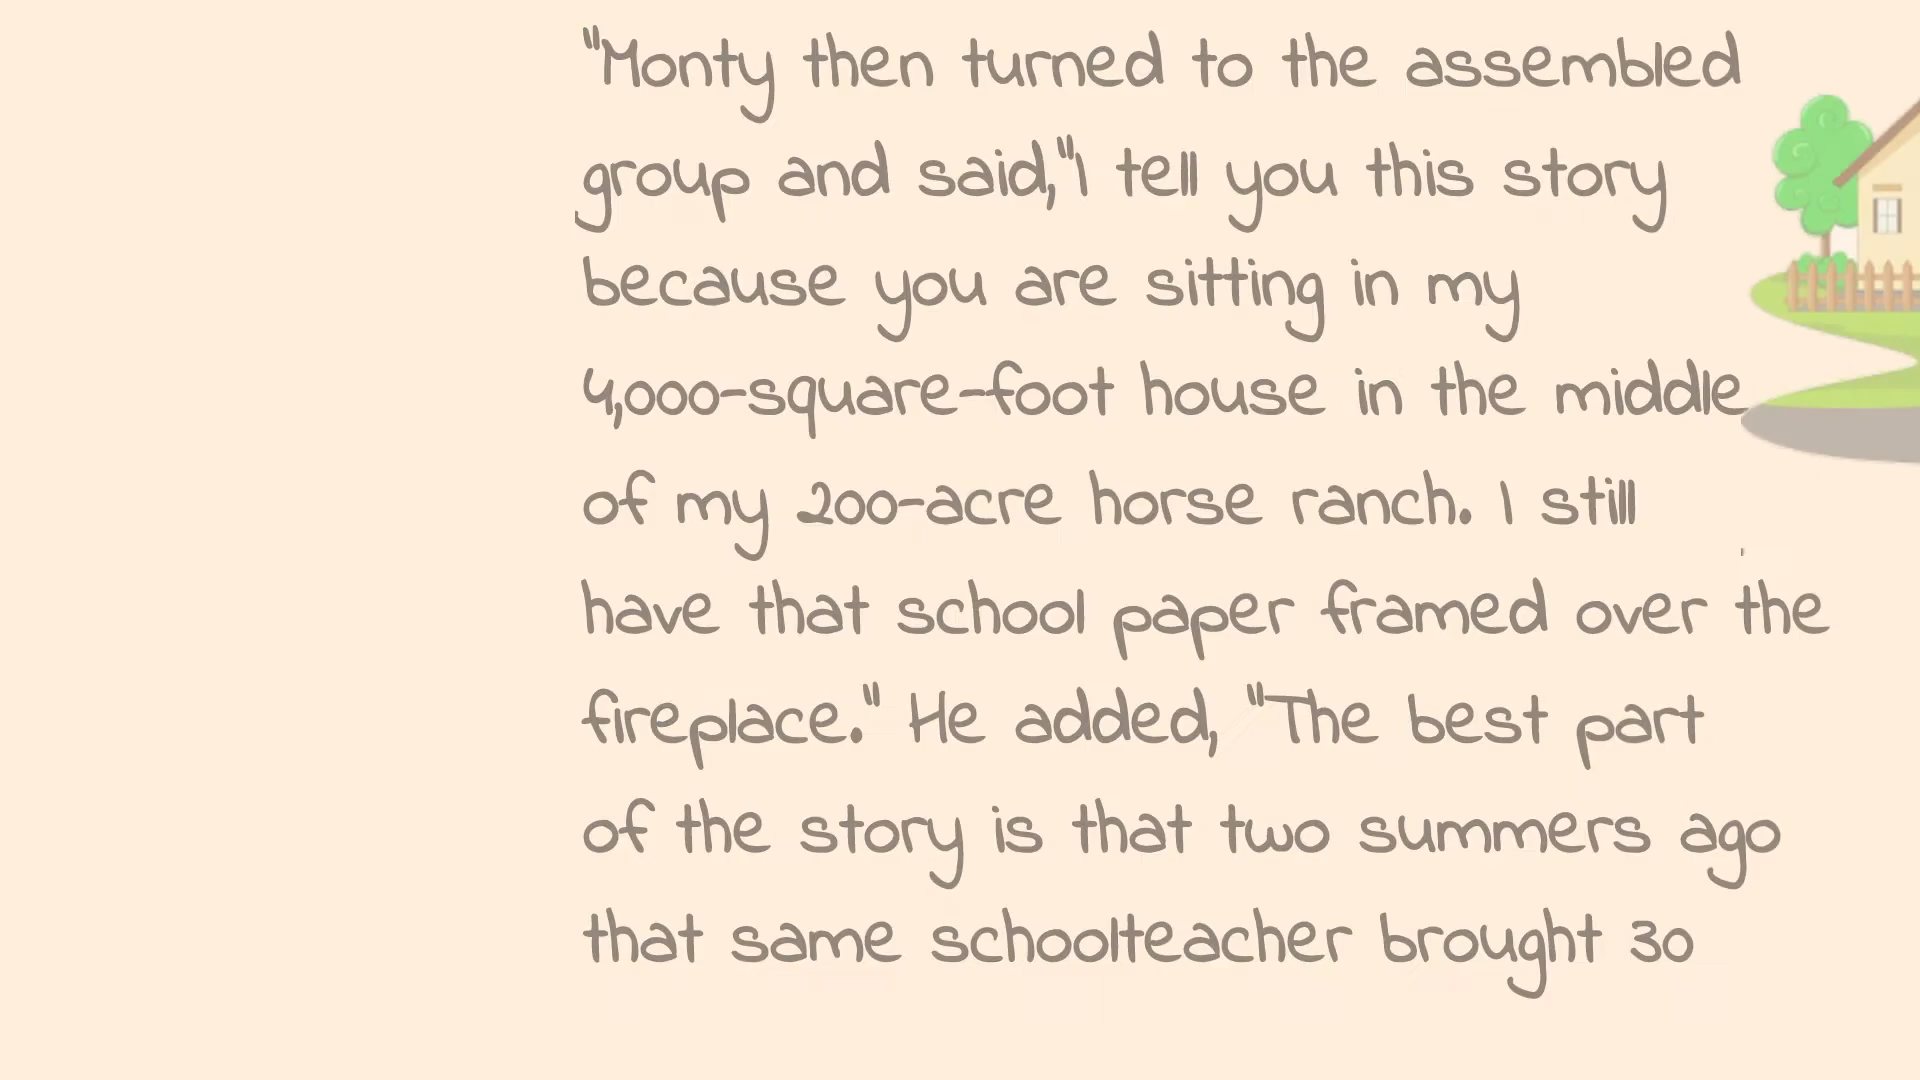 "Monty then turned to the assembled
group and said,"I tell you this story
because you are sitting in my
4,000-square-foot house in the middle
of my 200-acre horse ranch. I still
have that school paper framed over the
fireplace." He added, "The best part
of the story is that two summers ago
that same schoolteacher brought 30